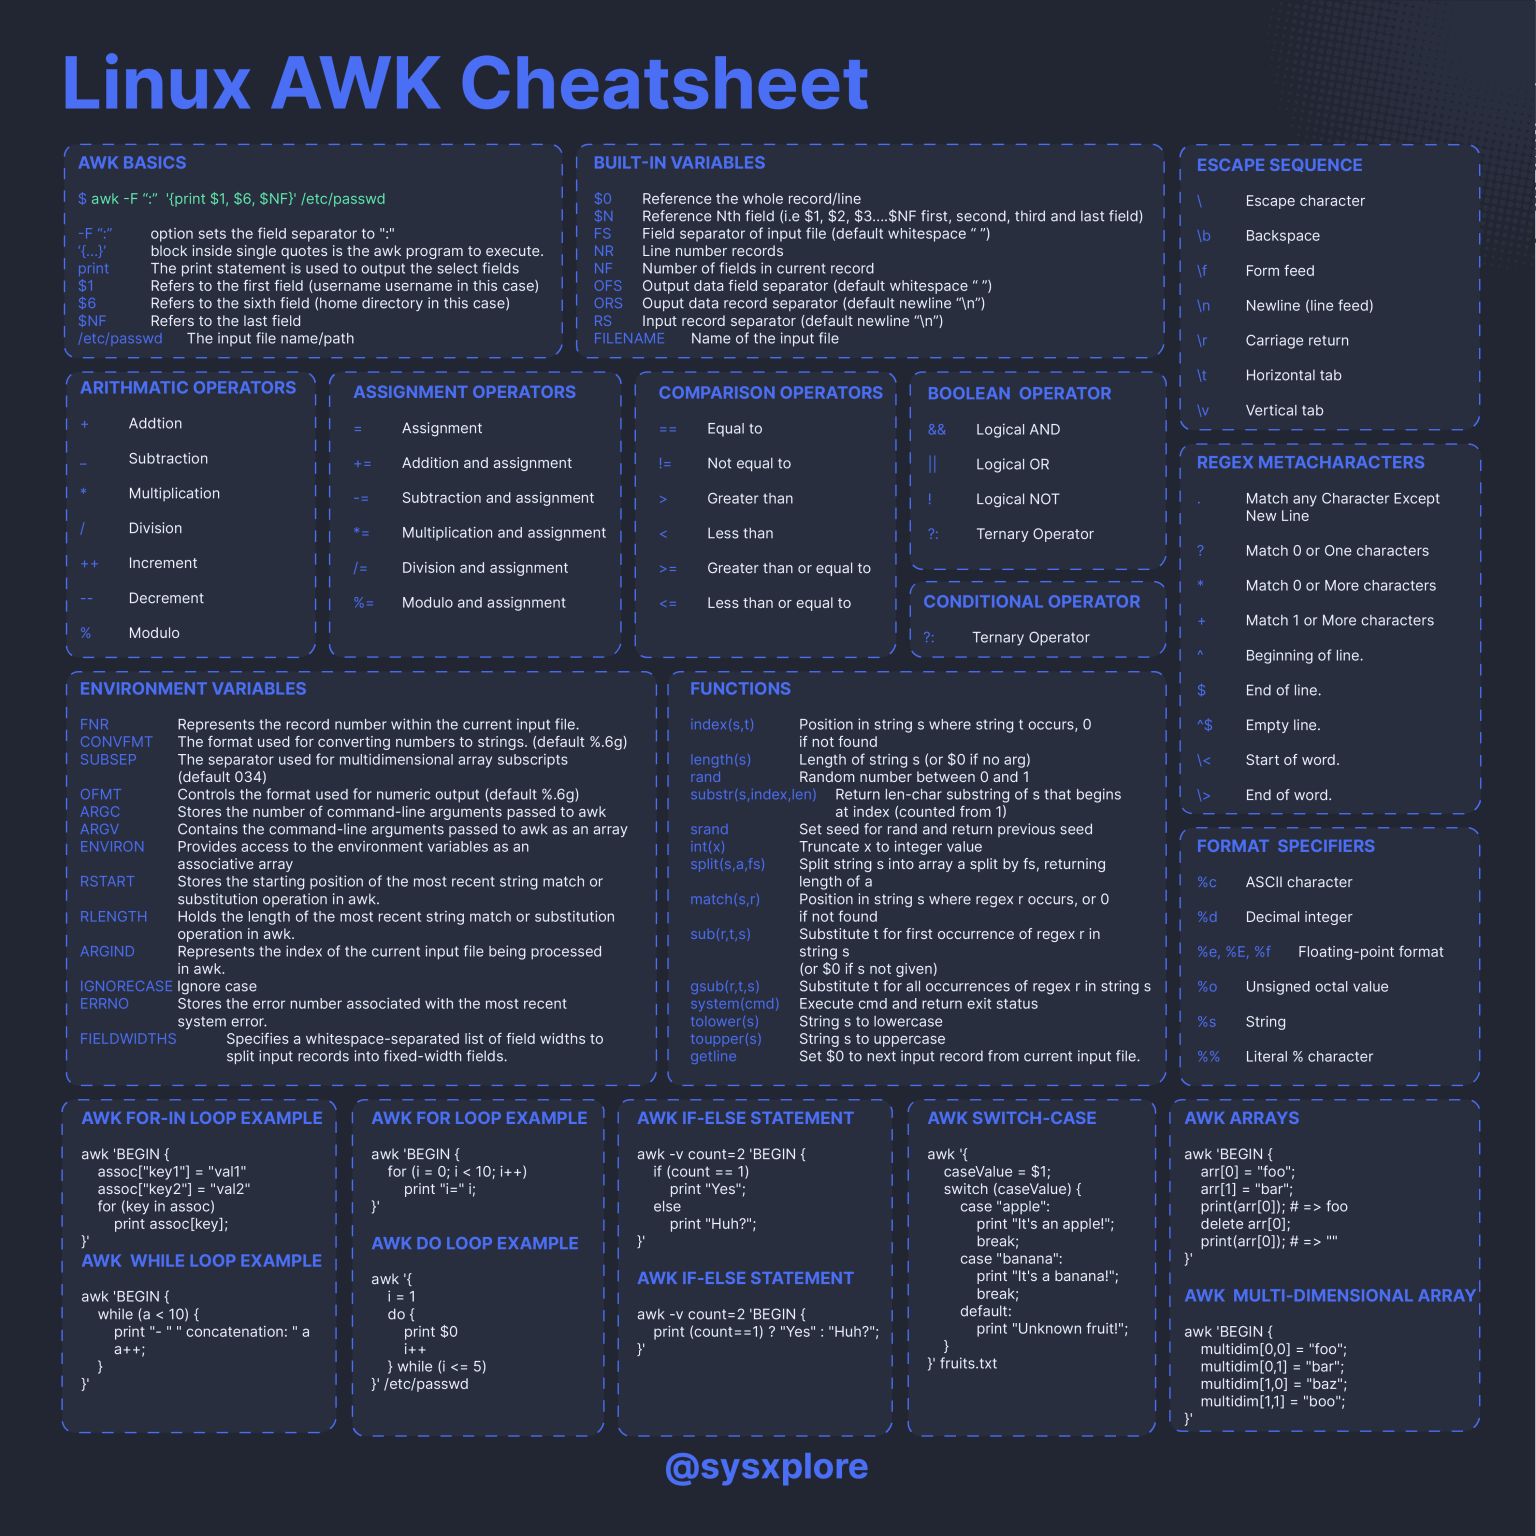 Linux AWK Cheatsheet
AWK BASICS
$ awk -F “:”  '{print $1, $6, $NF}' /etc/passwd
-F “:” option sets the field separator to ":"
‘{...}’ block inside single quotes is the awk program to execute.
print The print statement is used to output the select fields
$1 Refers to the first field (username username in this case)
$6 Refers to the sixth field (home directory in this case)
$NF Refers to the last field
/etc/passwd The input file name/path
BUILT-IN VARIABLES
$0 Reference the whole record/line
$N Reference Nth field (i.e $1, $2, $3....$NF first, second, third and last field)
FS Field separator of input file (default whitespace “ ”)
NR Line number records
NF Number of fields in current record
OFS Output data field separator (default whitespace “ ”)
ORS Ouput data record separator (default newline “\n”)
RS Input record separator (default newline “\n”)
FILENAME Name of the input file
ESCAPE SEQUENCE
\ Escape character
\b Backspace
\f Form feed
\n Newline (line feed)
\r Carriage return
\t Horizontal tab
\v Vertical tab
ARITHMATIC OPERATORS
+ Addtion
_ Subtraction
* Multiplication
/ Division
++ Increment
-- Decrement
% Modulo
ASSIGNMENT OPERATORS
= Assignment
+= Addition and assignment
-= Subtraction and assignment
*= Multiplication and assignment
/= Division and assignment
%= Modulo and assignment
COMPARISON OPERATORS
== Equal to
!= Not equal to
> Greater than
< Less than
>= Greater than or equal to
<= Less than or equal to
BOOLEAN  OPERATOR
&& Logical AND
|| Logical OR
! Logical NOT
?: Ternary Operator
CONDITIONAL OPERATOR
?: Ternary Operator
REGEX METACHARACTERS
. Match any Character Except
New Line
? Match 0 or One characters
* Match 0 or More characters
+ Match 1 or More characters
^ Beginning of line.
$ End of line.
^$ Empty line.
\< Start of word.
\> End of word.
ENVIRONMENT VARIABLES
FNR Represents the record number within the current input file.
CONVFMT The format used for converting numbers to strings. (default %.6g)
SUBSEP The separator used for multidimensional array subscripts
(default 034)
OFMT Controls the format used for numeric output (default %.6g)
ARGC Stores the number of command-line arguments passed to awk
ARGV Contains the command-line arguments passed to awk as an array
ENVIRON Provides access to the environment variables as an
associative array
RSTART Stores the starting position of the most recent string match or
substitution operation in awk.
RLENGTH Holds the length of the most recent string match or substitution
operation in awk.
ARGIND Represents the index of the current input file being processed
in awk.
IGNORECASE Ignore case
ERRNO Stores the error number associated with the most recent
system error.
FIELDWIDTHS Specifies a whitespace-separated list of field widths to
split input records into fixed-width fields.
FUNCTIONS
index(s,t) Position in string s where string t occurs, 0
if not found
length(s) Length of string s (or $0 if no arg)
rand Random number between 0 and 1
substr(s,index,len) Return len-char substring of s that begins
at index (counted from 1)
srand Set seed for rand and return previous seed
int(x) Truncate x to integer value
split(s,a,fs) Split string s into array a split by fs, returning
length of a
match(s,r) Position in string s where regex r occurs, or 0
if not found
sub(r,t,s) Substitute t for first occurrence of regex r in
string s
(or $0 if s not given)
gsub(r,t,s) Substitute t for all occurrences of regex r in string s
system(cmd) Execute cmd and return exit status
tolower(s) String s to lowercase
toupper(s) String s to uppercase
getline Set $0 to next input record from current input file.
FORMAT  SPECIFIERS
%c ASCII character
%d Decimal integer
%e, %E, %f Floating-point format
%o Unsigned octal value
%s String
%% Literal % character
AWK FOR-IN LOOP EXAMPLE
awk 'BEGIN {
    assoc["key1"] = "val1"
    assoc["key2"] = "val2"
    for (key in assoc)
        print assoc[key];
}'
AWK  WHILE LOOP EXAMPLE
awk 'BEGIN {
    while (a < 10) {
        print "- " " concatenation: " a
        a++;
    }
}'
AWK FOR LOOP EXAMPLE
awk 'BEGIN {
    for (i = 0; i < 10; i++)
        print "i=" i;
}'
AWK DO LOOP EXAMPLE
awk '{
    i = 1
    do {
        print $0
        i++
    } while (i <= 5)
}' /etc/passwd
AWK IF-ELSE STATEMENT
awk -v count=2 'BEGIN {
    if (count == 1)
        print "Yes";
    else
        print "Huh?";
}'
AWK IF-ELSE STATEMENT
awk -v count=2 'BEGIN {
    print (count==1) ? "Yes" : "Huh?";
}'
AWK SWITCH-CASE
awk '{
    caseValue = $1;
    switch (caseValue) {
        case "apple":
            print "It's an apple!";
            break;
        case "banana":
            print "It's a banana!";
            break;
        default:
            print "Unknown fruit!";
    }
}' fruits.txt
AWK ARRAYS
awk 'BEGIN {
    arr[0] = "foo";
    arr[1] = "bar";
    print(arr[0]); # => foo
    delete arr[0];
    print(arr[0]); # => ""
}'
AWK  MULTI-DIMENSIONAL ARRAY
awk 'BEGIN {
    multidim[0,0] = "foo";
    multidim[0,1] = "bar";
    multidim[1,0] = "baz";
    multidim[1,1] = "boo";
}'
@sysxplore